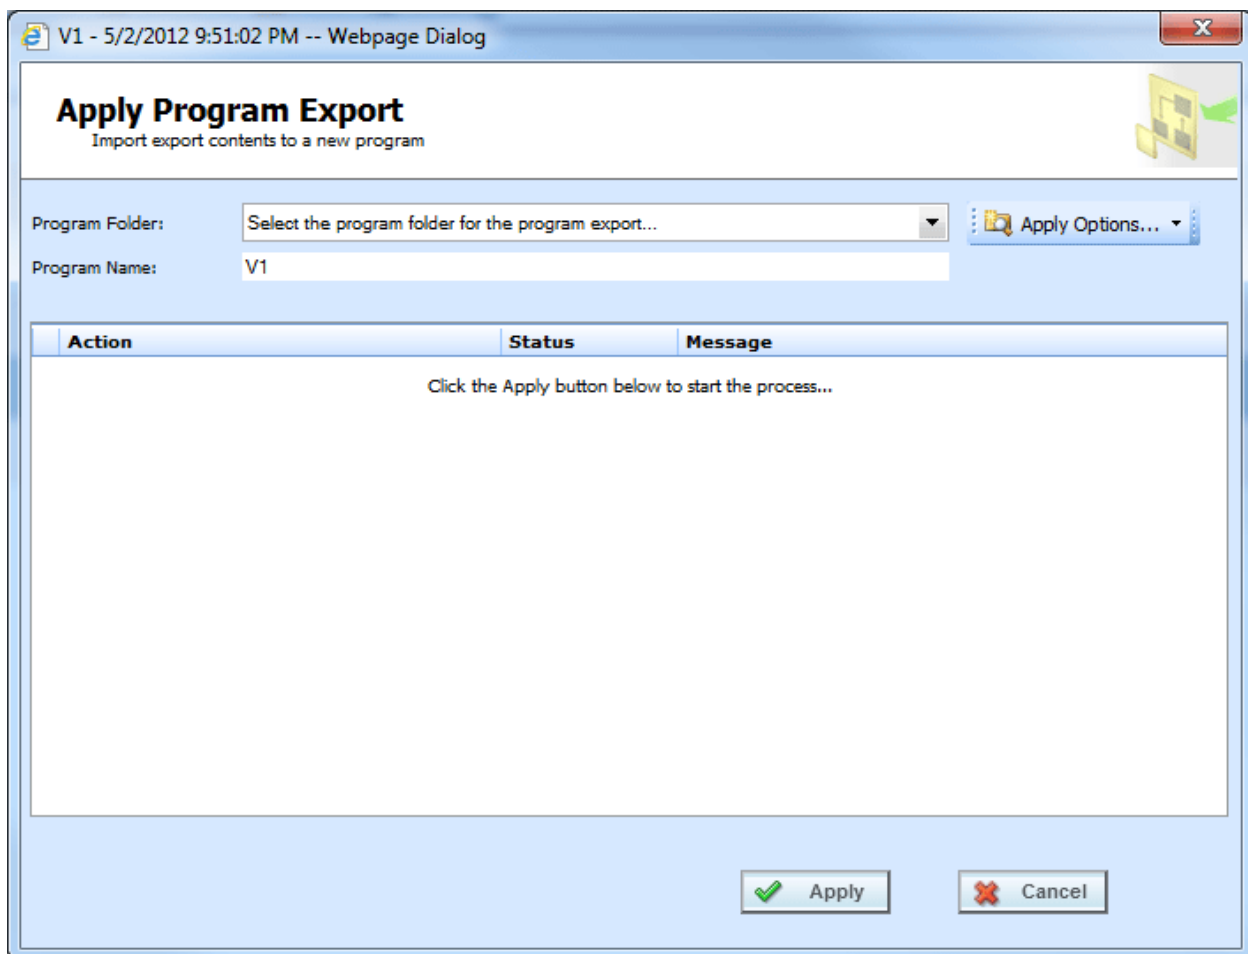 V1 - 5/2/2012 9:51:02 PM -- Webpage Dialog
X
Apply Program Export
Import export contents to a new program
Program Folder: Select the program folder for the program export... Apply Options...
Program Name: V1
Action Status Message
Click the Apply button below to start the process...
Apply Cancel